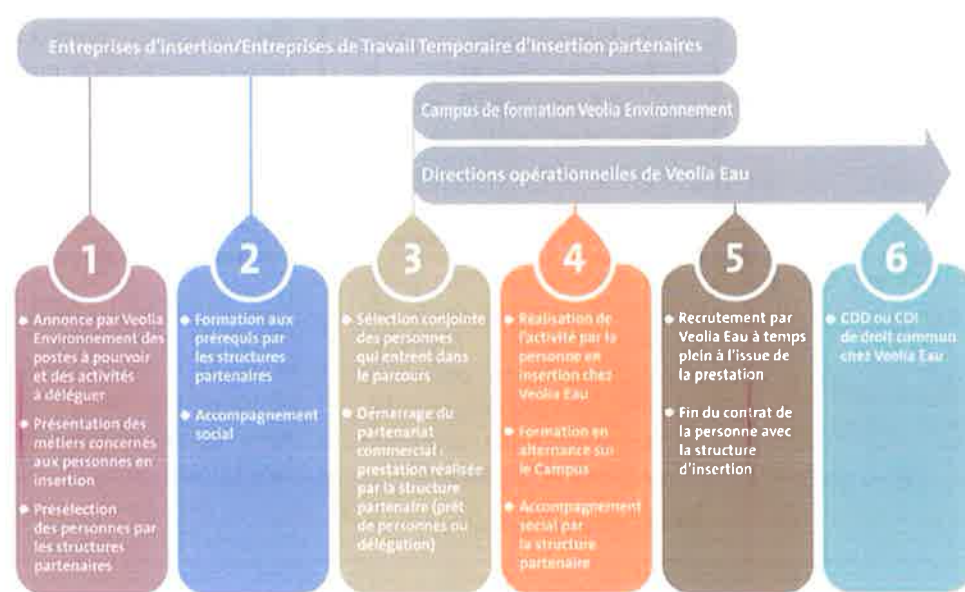 Entreprises d'insertion/Entreprises de Travail Temporaire d'Insertion partenaires
Campus de formation Veolia Environnement
Directions opérationnelles de Veolia Eau
1
Annonce par Veolia
Environnement des
postes à pourvoir
et des activités
à déléguer
Présentation des
métiers concernés
aux personnes en
insertion
Présélection
des personnes par
les structures
partenaires
2
Formation aux
prérequis par
les structures
partenaires
Accompagnement
social
3
Sélection conjointe
des personnes
qui entrent dans
le parcours
Démarrage du
partenariat
commercial :
prestation réalisée
par la structure
partenaire (prêt
de personnes ou
délégation)
4
Réalisation de
l'activité par la
personne en
insertion chez
Veolia Eau
Formation en
alternance sur
le Campus
Accompagnement
social par
la structure
partenaire
5
Recrutement par
Veolia Eau à temps
plein à l'issue de
la prestation
Fin du contrat de
la personne avec
la structure
d'insertion
6
CDD ou CDI
de droit commun
chez Veolia Eau